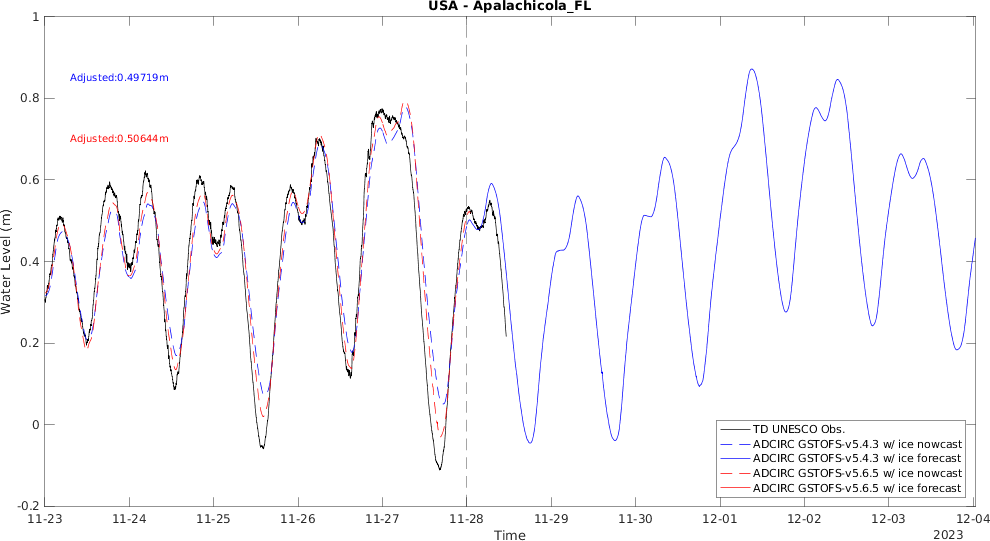 USA - Apalachicola_FL
1
0.8
0.6
0.4
0.2
0
-0.2
Water Level (m)
Adjusted:0.49719m
Adjusted:0.50644m
TD UNESCO Obs.
ADCIRC GSTOFS-v5.4.3 w/ ice nowcast
ADCIRC GSTOFS-v5.4.3 w/ ice forecast
ADCIRC GSTOFS-v5.6.5 w/ ice nowcast
ADCIRC GSTOFS-v5.6.5 w/ ice forecast
11-23 11-24 11-25 11-26 11-27 11-28 11-29 11-30 12-01 12-02 12-03 12-04
Time
2023